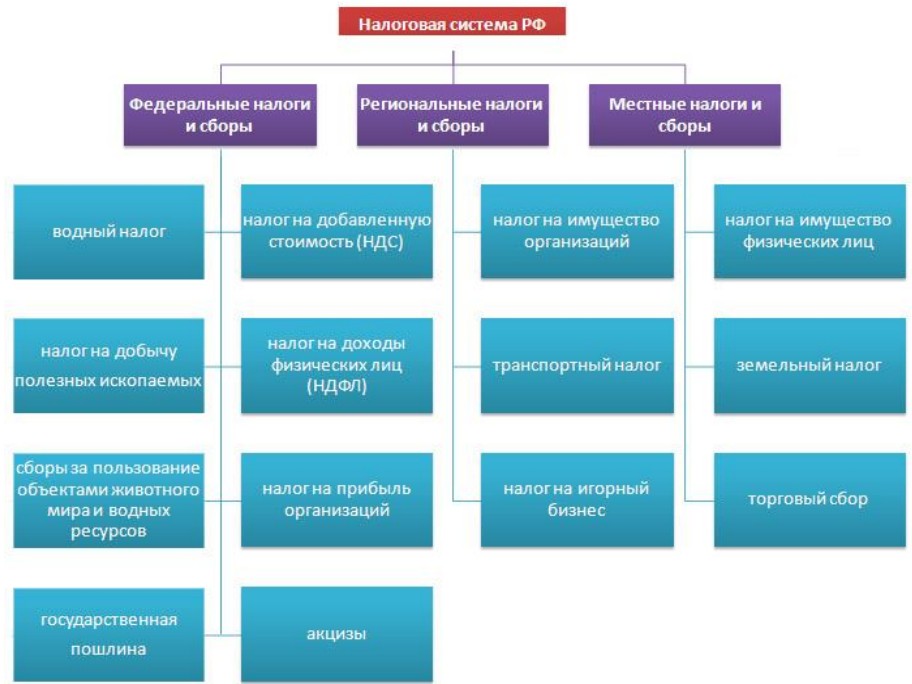 Налоговая система РФ
Федеральные налоги
и сборы
Региональные налоги
и сборы
Местные налоги и
сборы
водный налог
налог на добавленную
стоимость (НДС)
налог на имущество
организаций
налог на имущество
физических лиц
налог на добычу
полезных ископаемых
налог на доходы
физических лиц
(НДФЛ)
транспортный налог
земельный налог
сборы за пользование
объектами животного
мира и водных
ресурсов
налог на прибыль
организаций
налог на игорный
бизнес
торговый сбор
государственная
пошлина
акцизы